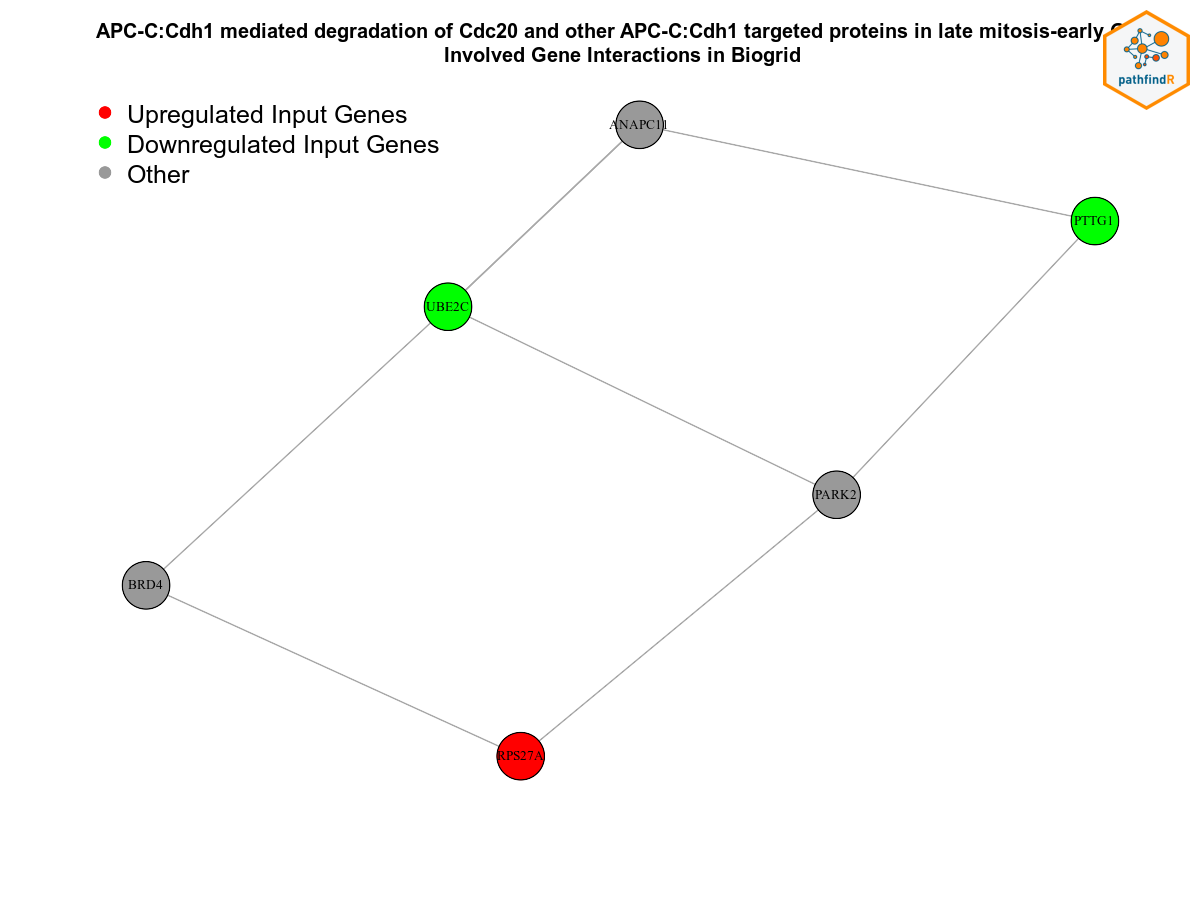 APC-C:Cdh1 mediated degradation of Cdc20 and other APC-C:Cdh1 targeted proteins in late mitosis-early
Involved Gene Interactions in Biogrid
pathfindR
Upregulated Input Genes
Downregulated Input Genes
Other
ANAPC11
PTTG1
UBE2C
PARK2
BRD4
RPS27A